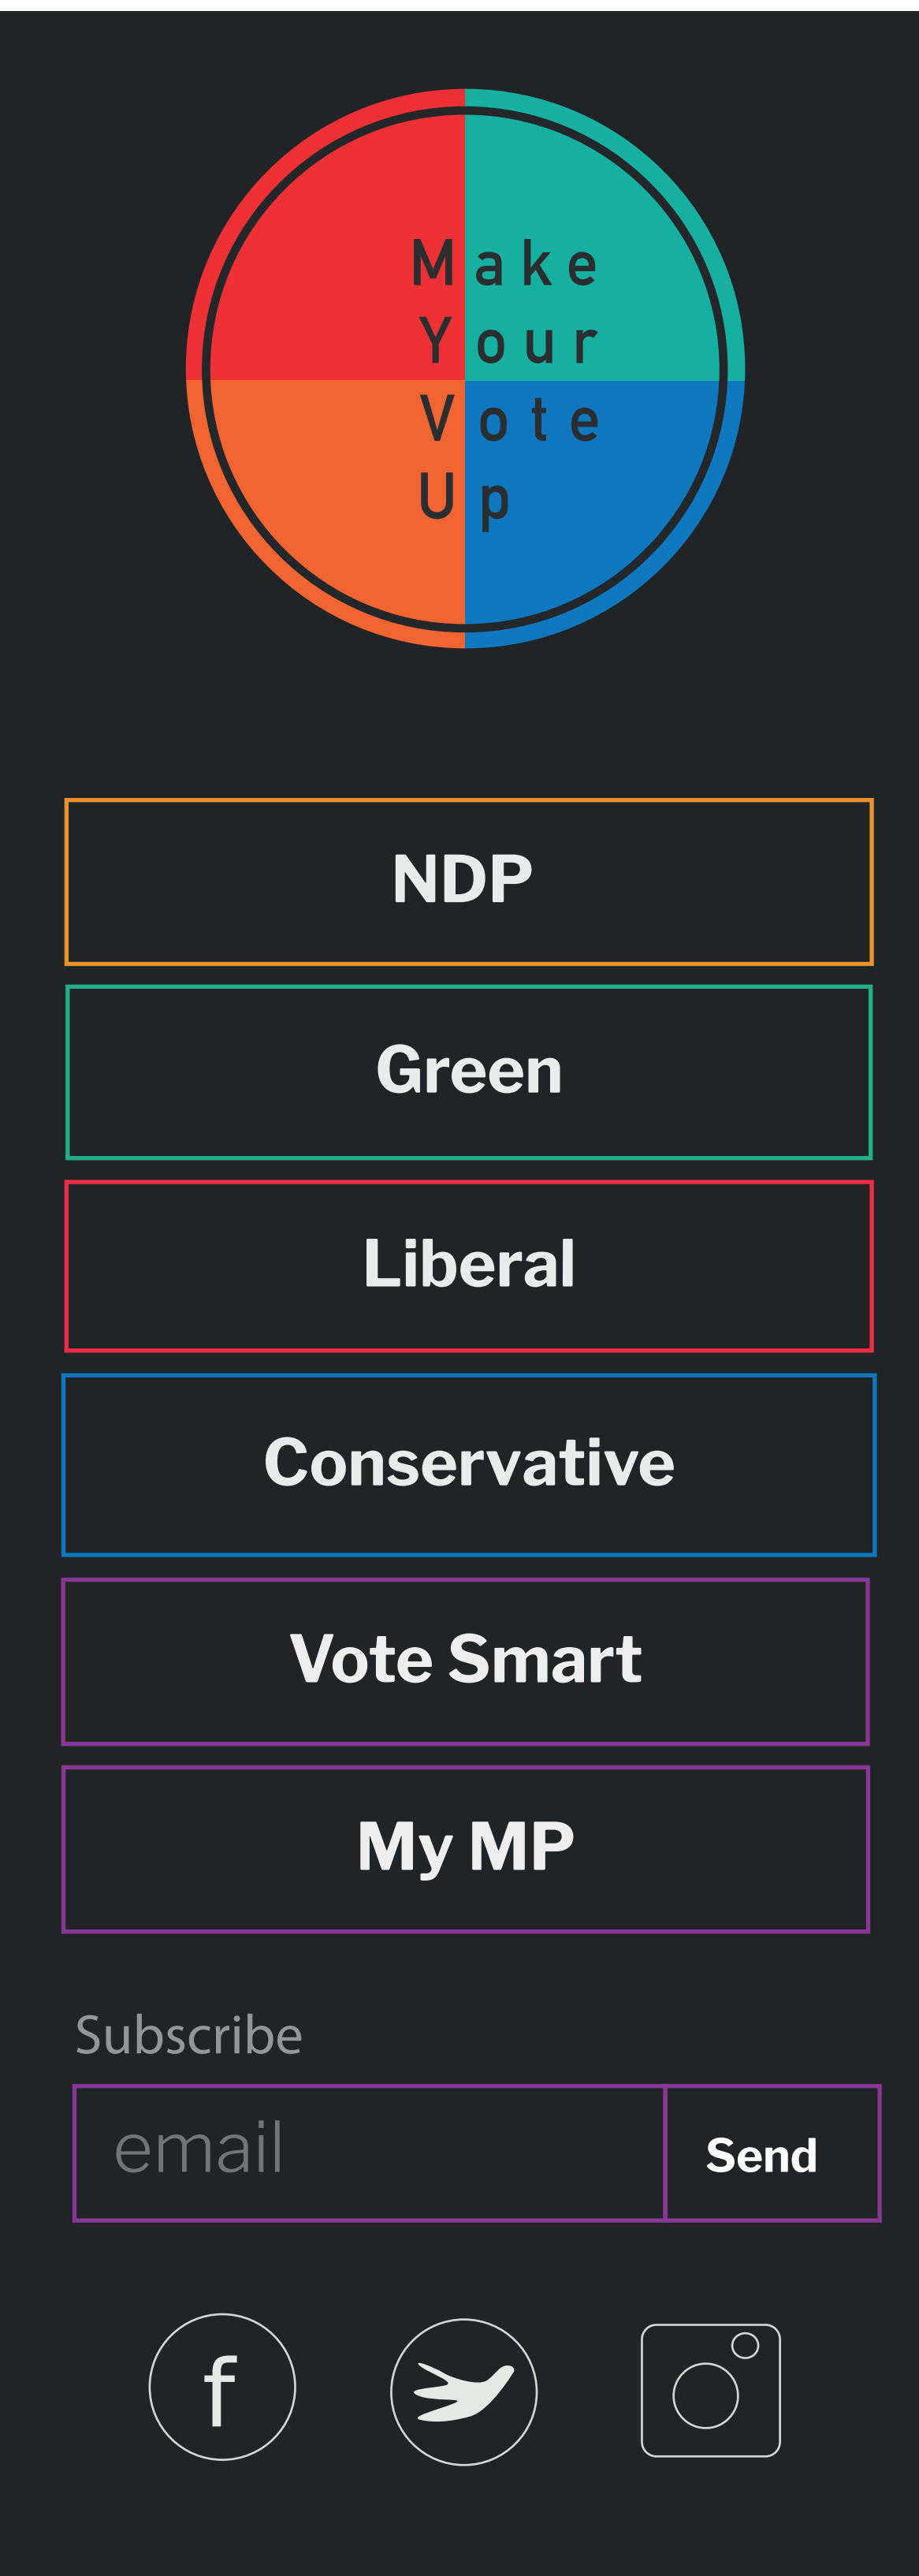 Make
Your
Vote
Up
NDP
Green
Liberal
Conservative
Vote Smart
My MP
Subscribe
email
Send
f